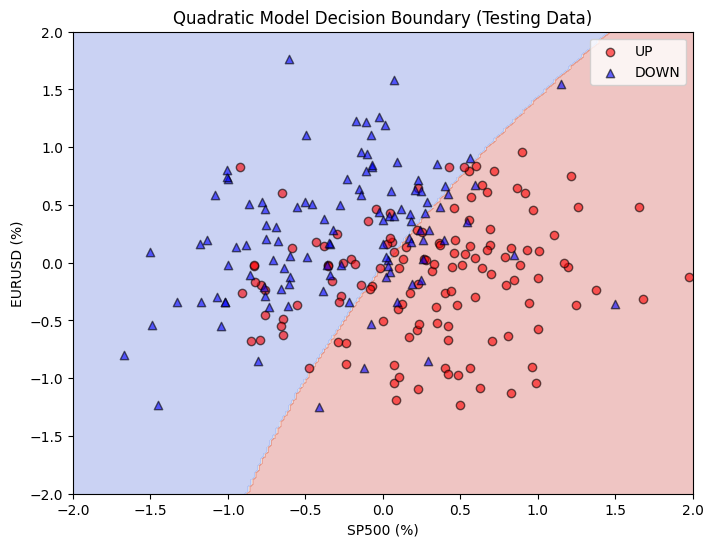 Quadratic Model Decision Boundary (Testing Data)
UP
DOWN
EURUSD (%)
2.0
1.5
1.0
0.5
0.0
−0.5
−1.0
−1.5
−2.0
−2.0 −1.5 −1.0 −0.5 0.0 0.5 1.0 1.5 2.0
SP500 (%)